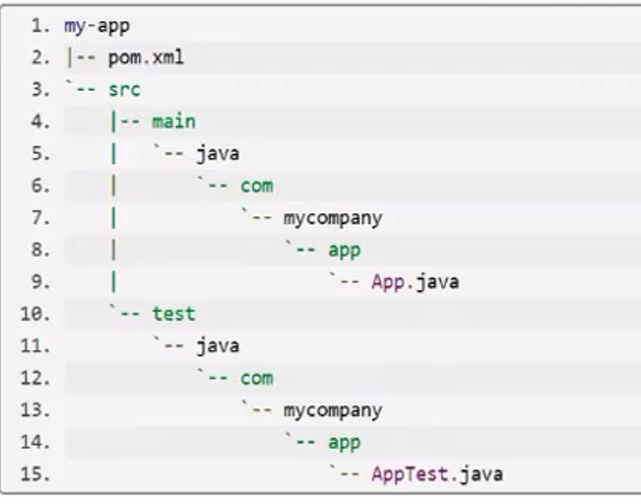 1. my-app
2. |-- pom.xml
3. `-- src
4.     |-- main
5.     |   `-- java
6.     |       `-- com
7.     |           `-- mycompany
8.     |               `-- app
9.     |                   `-- App.java
10.     `-- test
11.         `-- java
12.             `-- com
13.                 `-- mycompany
14.                     `-- app
15.                         `-- AppTest.java